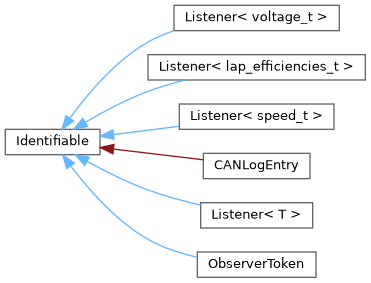 Listener< voltage_t >
Listener< lap_efficiencies_t >
Listener< speed_t >
Identifiable
CANLogEntry
Listener< T >
ObserverToken